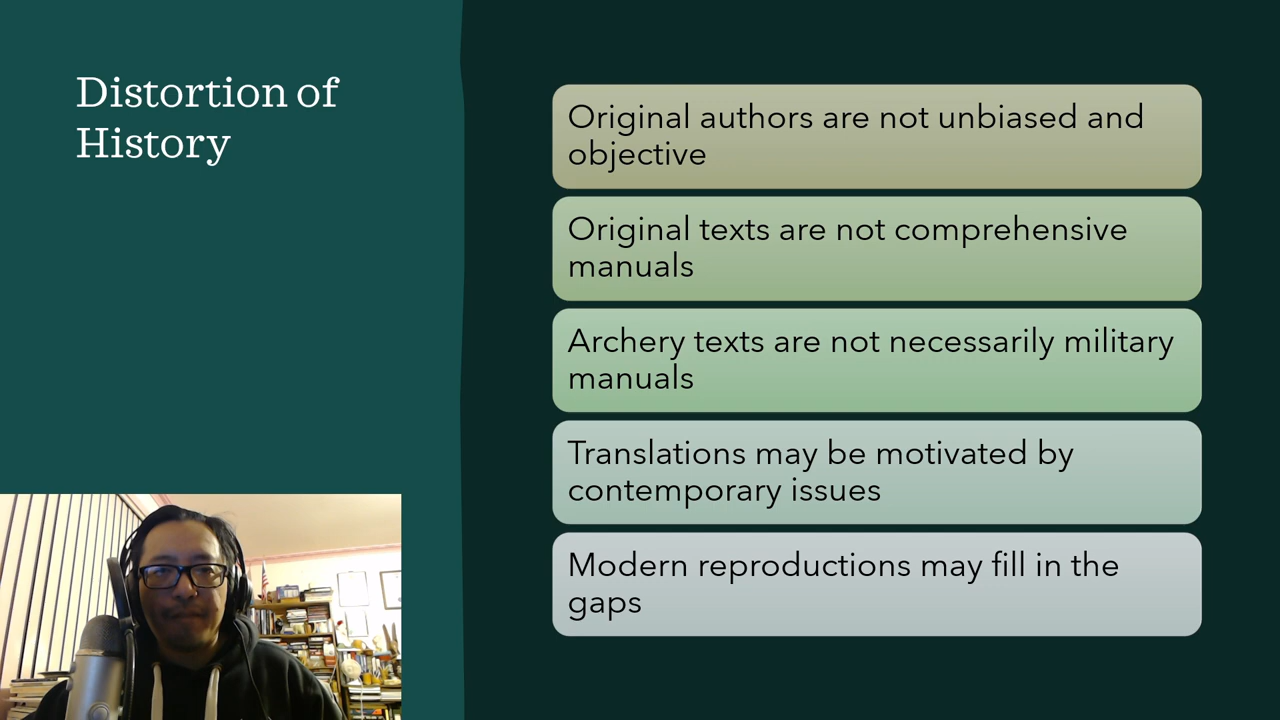 Distortion of
History
Original authors are not unbiased and
objective
Original texts are not comprehensive
manuals
Archery texts are not necessarily military
manuals
Translations may be motivated by
contemporary issues
Modern reproductions may fill in the
gaps